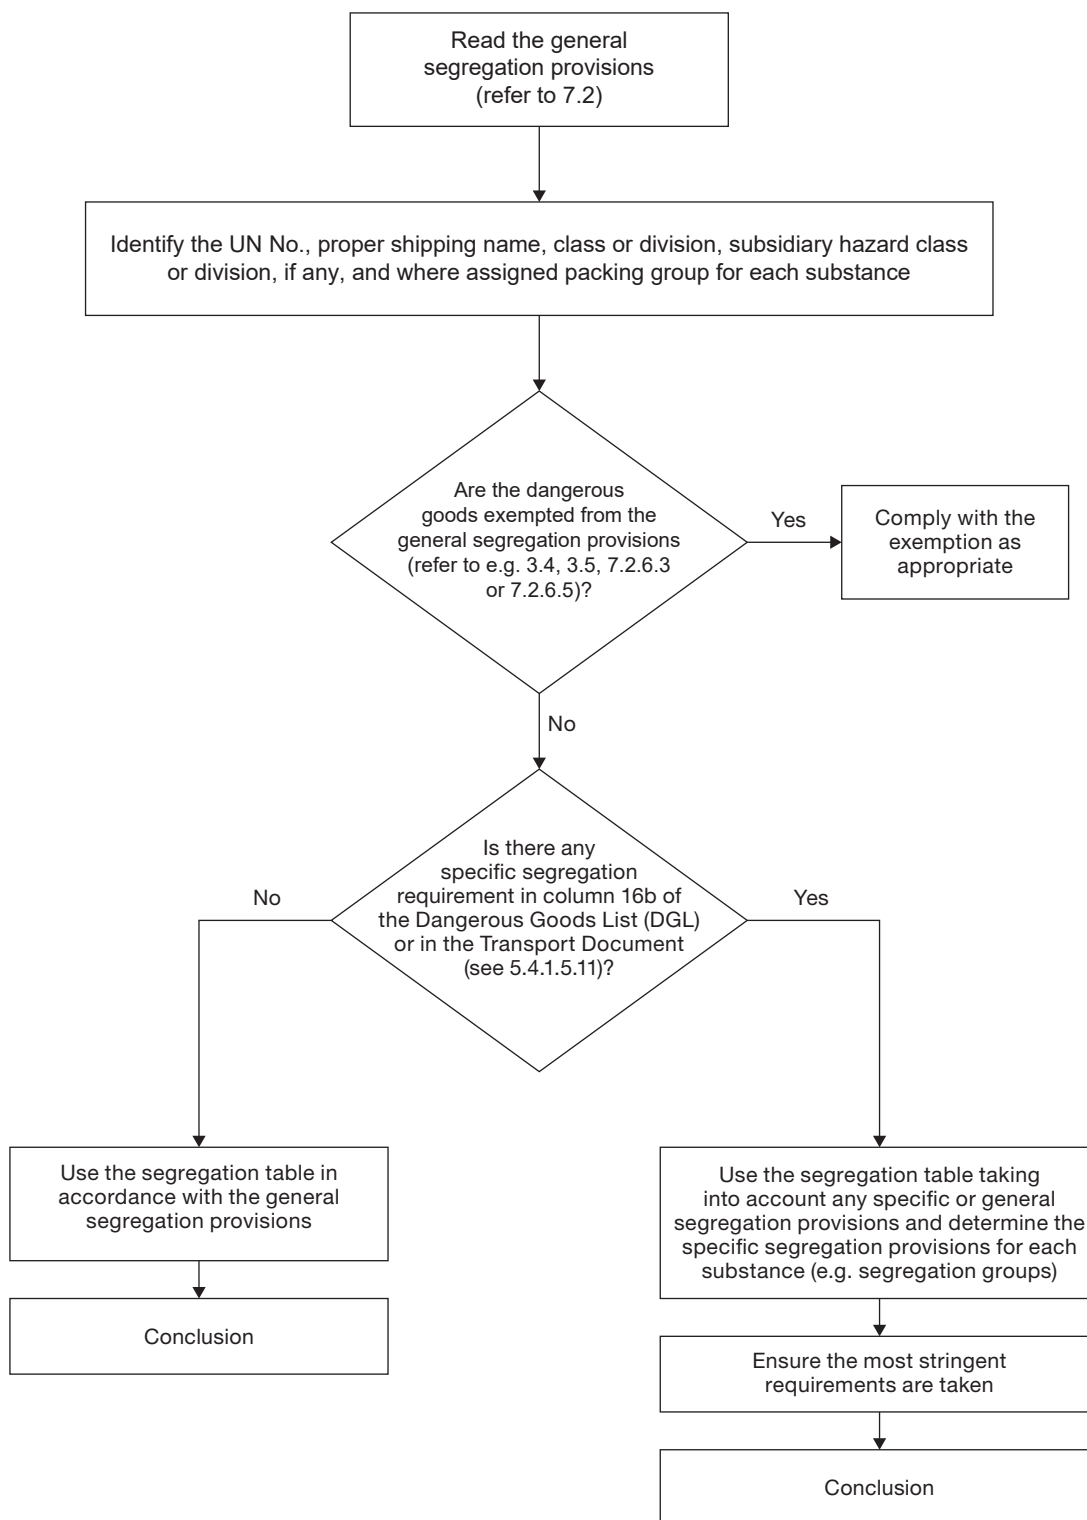 Read the general
segregation provisions
(refer to 7.2)
Identify the UN No., proper shipping name, class or division, subsidiary hazard class
or division, if any, and where assigned packing group for each substance
Are the dangerous
goods exempted from the
general segregation provisions
(refer to e.g. 3.4, 3.5, 7.2.6.3
or 7.2.6.5)?
Yes
Comply with the
exemption as
appropriate
No
Is there any
specific segregation
requirement in column 16b of
the Dangerous Goods List (DGL)
or in the Transport Document
(see 5.4.1.5.11)?
No
Yes
Use the segregation table in
accordance with the general
segregation provisions
Conclusion
Use the segregation table taking
into account any specific or general
segregation provisions and determine the
specific segregation provisions for each
substance (e.g. segregation groups)
Ensure the most stringent
requirements are taken
Conclusion